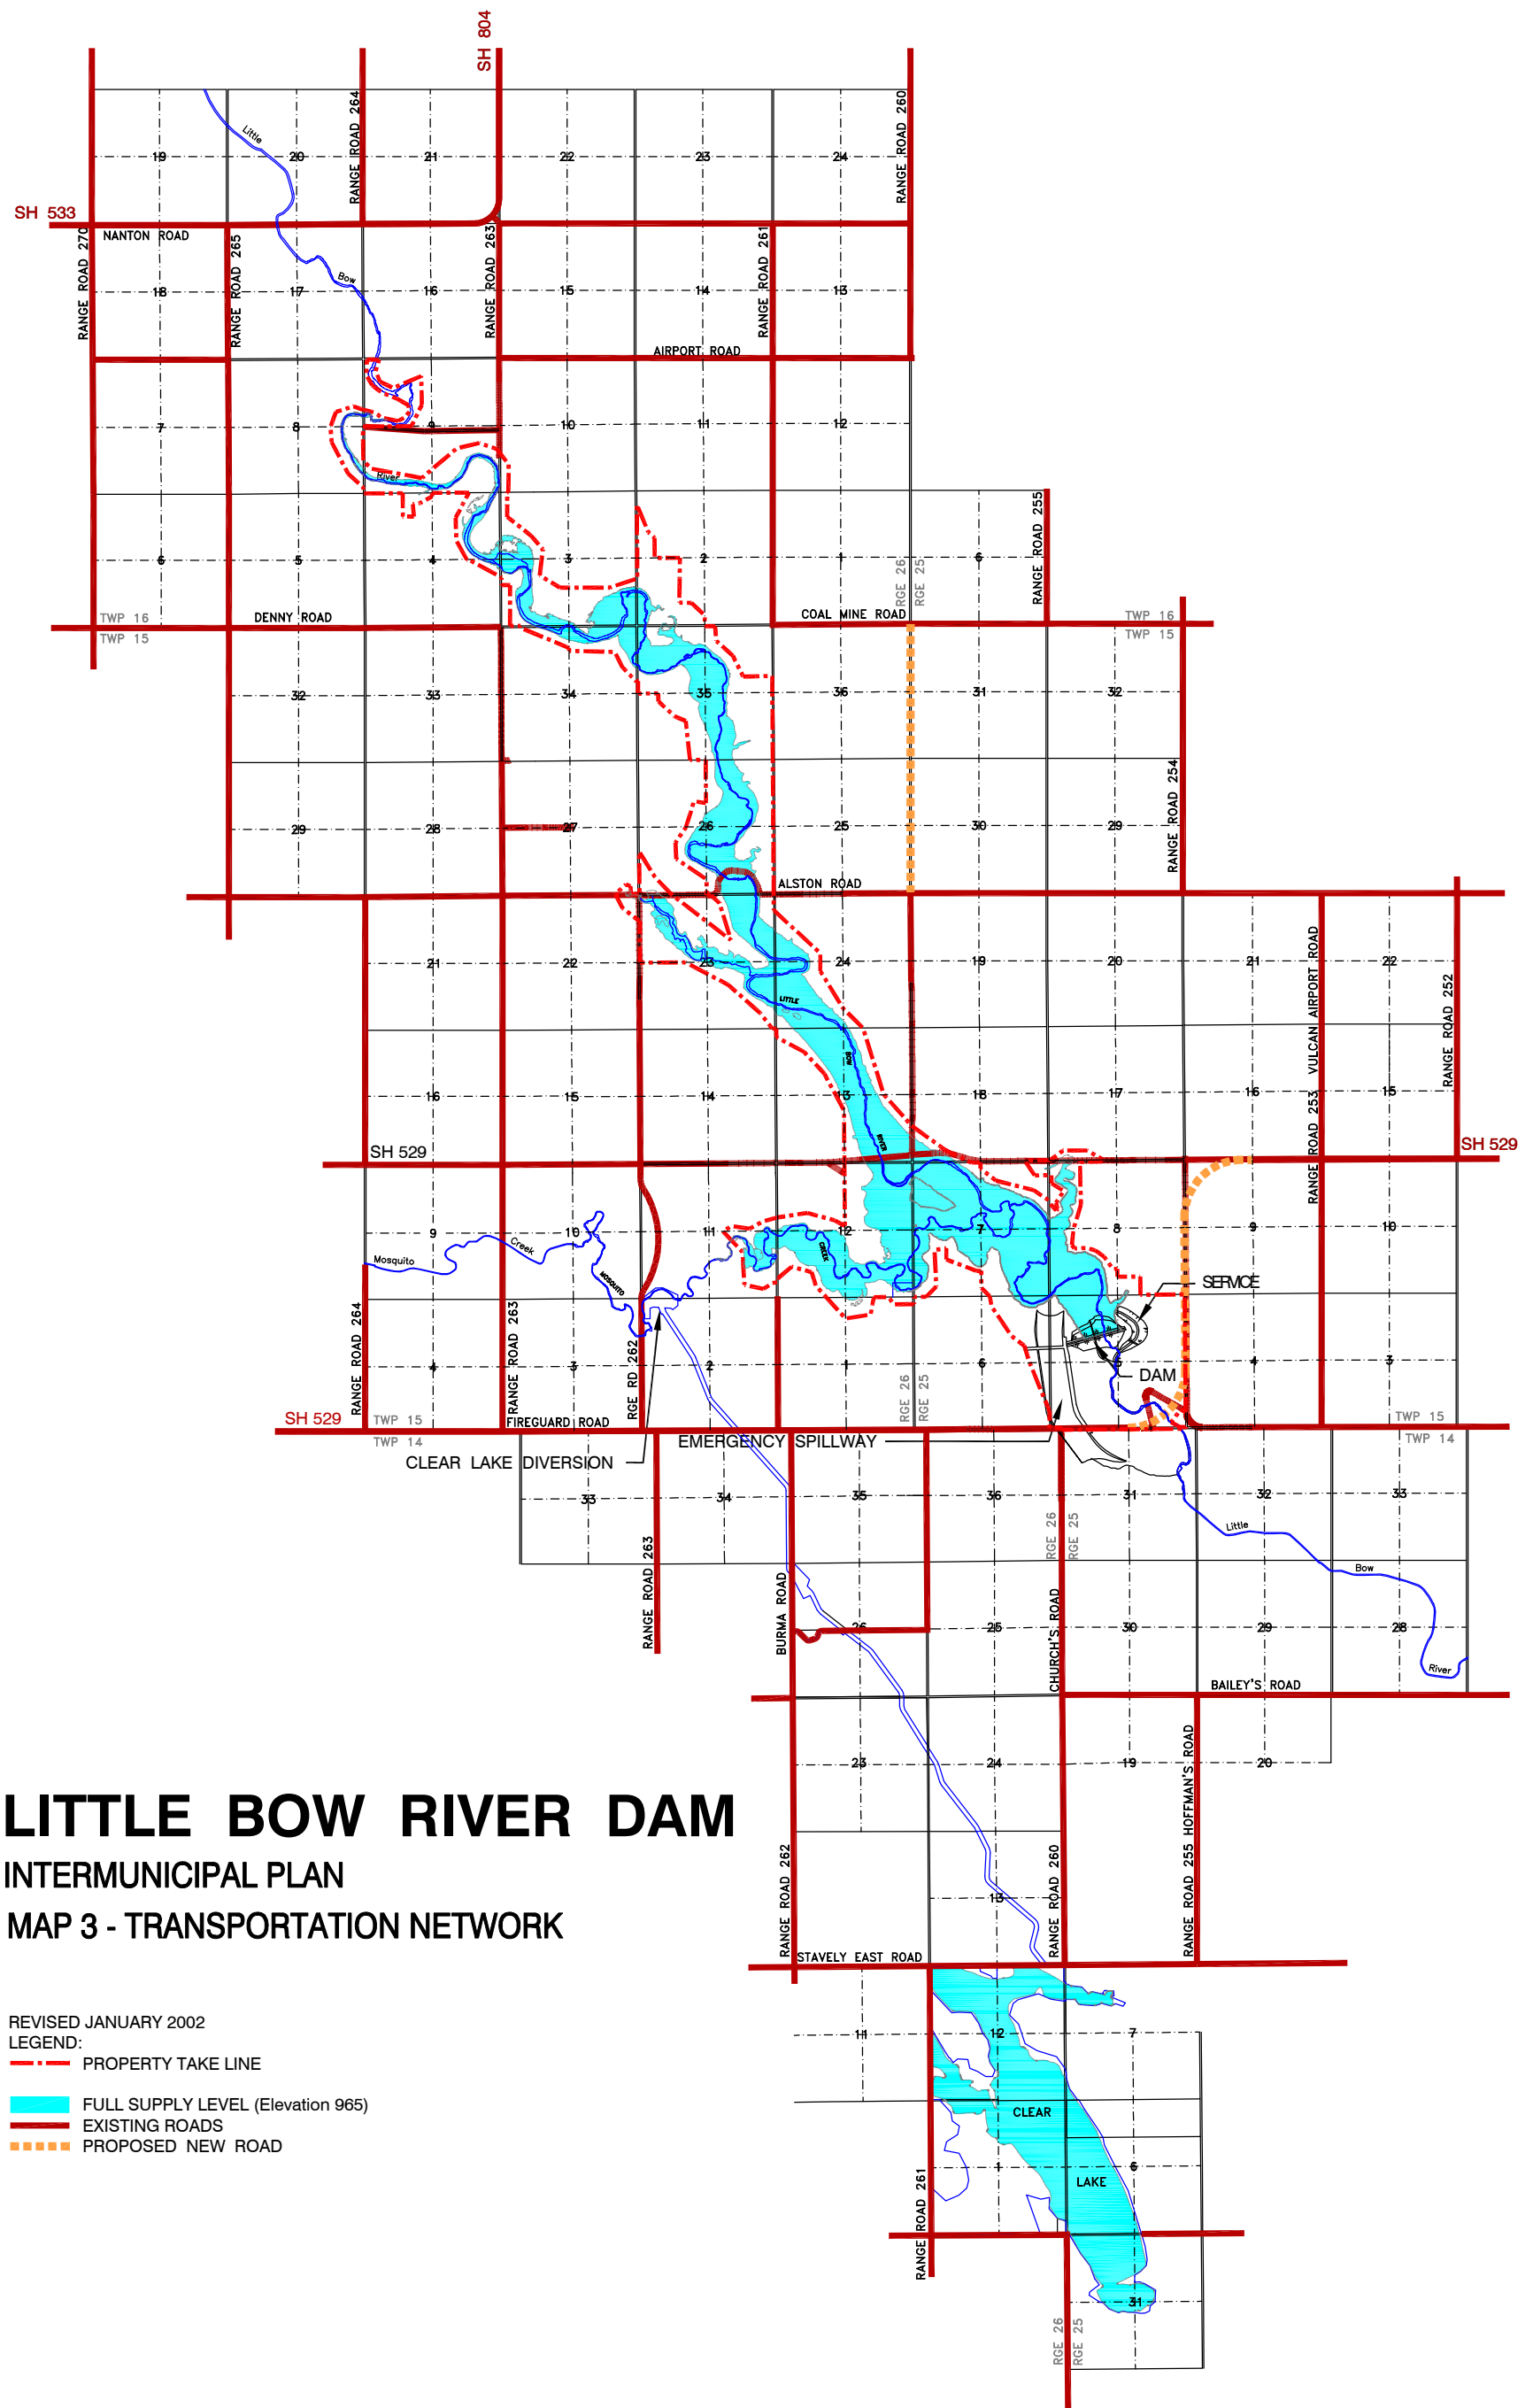 SH 804
RANGE ROAD 264
RANGE ROAD 260
Little
19
20
21
22
23
24
SH 533
NANTON ROAD
RANGE ROAD 270
RANGE ROAD 265
RANGE ROAD 263
RANGE ROAD 261
Bow
18
17
16
15
14
13
AIRPORT ROAD
7
8
9
10
11
12
River
RANGE ROAD 255
6
5
4
3
2
1
6
RGE 26
RGE 25
TWP 16
DENNY ROAD
COAL MINE ROAD
TWP 16
TWP 15
TWP 15
32
33
34
35
36
31
32
RANGE ROAD 254
29
28
27
26
25
30
29
ALSTON ROAD
21
22
23
24
19
20
21
22
VULCAN AIRPORT ROAD
RANGE ROAD 252
LITTLE
BOW
RIVER
16
15
14
13
18
17
16
15
RANGE ROAD 253
SH 529
SH 529
9
10
11
12
7
8
9
10
Mosquito
Creek
MOSQUITO
CREEK
SERVICE
RANGE ROAD 264
RANGE ROAD 263
RGE RD 262
4
3
2
1
6
5
4
3
DAM
RGE 26
RGE 25
SH 529
TWP 15
FIREGUARD ROAD
TWP 15
TWP 14
EMERGENCY SPILLWAY
TWP 14
CLEAR LAKE DIVERSION
33
34
35
36
31
32
33
RGE 26
RGE 25
Little
Bow
River
RANGE ROAD 263
BURMA ROAD
CHURCH'S ROAD
26
25
30
29
28
BAILEY'S ROAD
23
24
19
20
RANGE ROAD 255 HOFFMAN'S ROAD
LITTLE BOW RIVER DAM
INTERMUNICIPAL PLAN
MAP 3 - TRANSPORTATION NETWORK
RANGE ROAD 262
RANGE ROAD 260
13
STAVELY EAST ROAD
REVISED JANUARY 2002
LEGEND:
PROPERTY TAKE LINE
FULL SUPPLY LEVEL (Elevation 965)
EXISTING ROADS
PROPOSED NEW ROAD
11
12
7
CLEAR
1
6
LAKE
RANGE ROAD 261
31
RGE 26
RGE 25